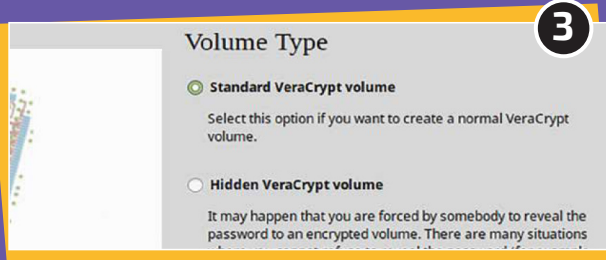 3
Volume Type
Standard VeraCrypt volume
Select this option if you want to create a normal VeraCrypt
volume.
Hidden VeraCrypt volume
It may happen that you are forced by somebody to reveal the
password to an encrypted volume. There are many situations